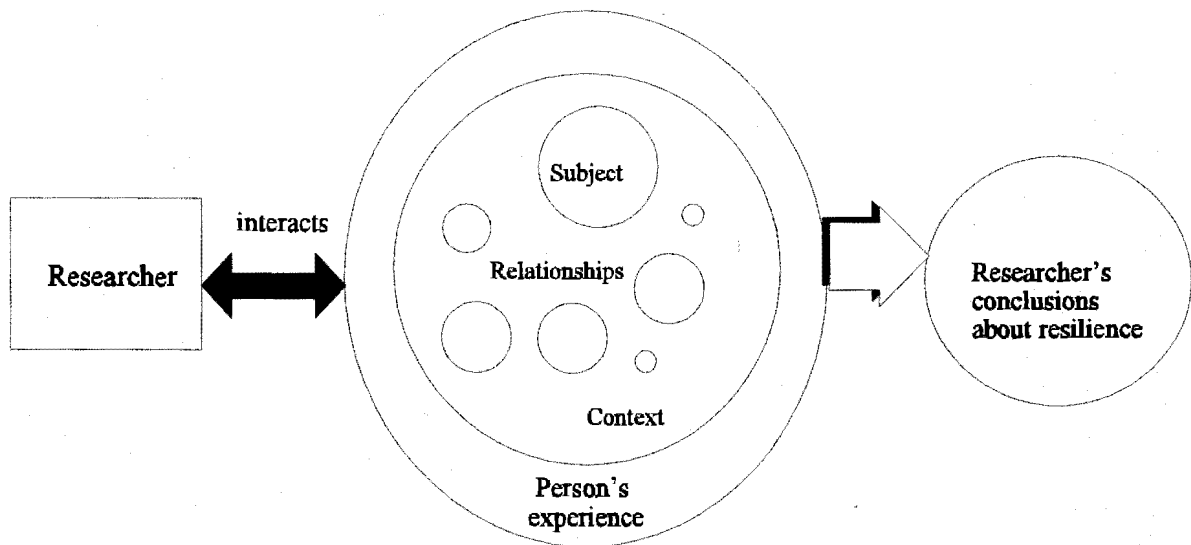 Researcher
interacts
Subject
Relationships
Context
Person's
experience
Researcher's
conclusions
about resilience